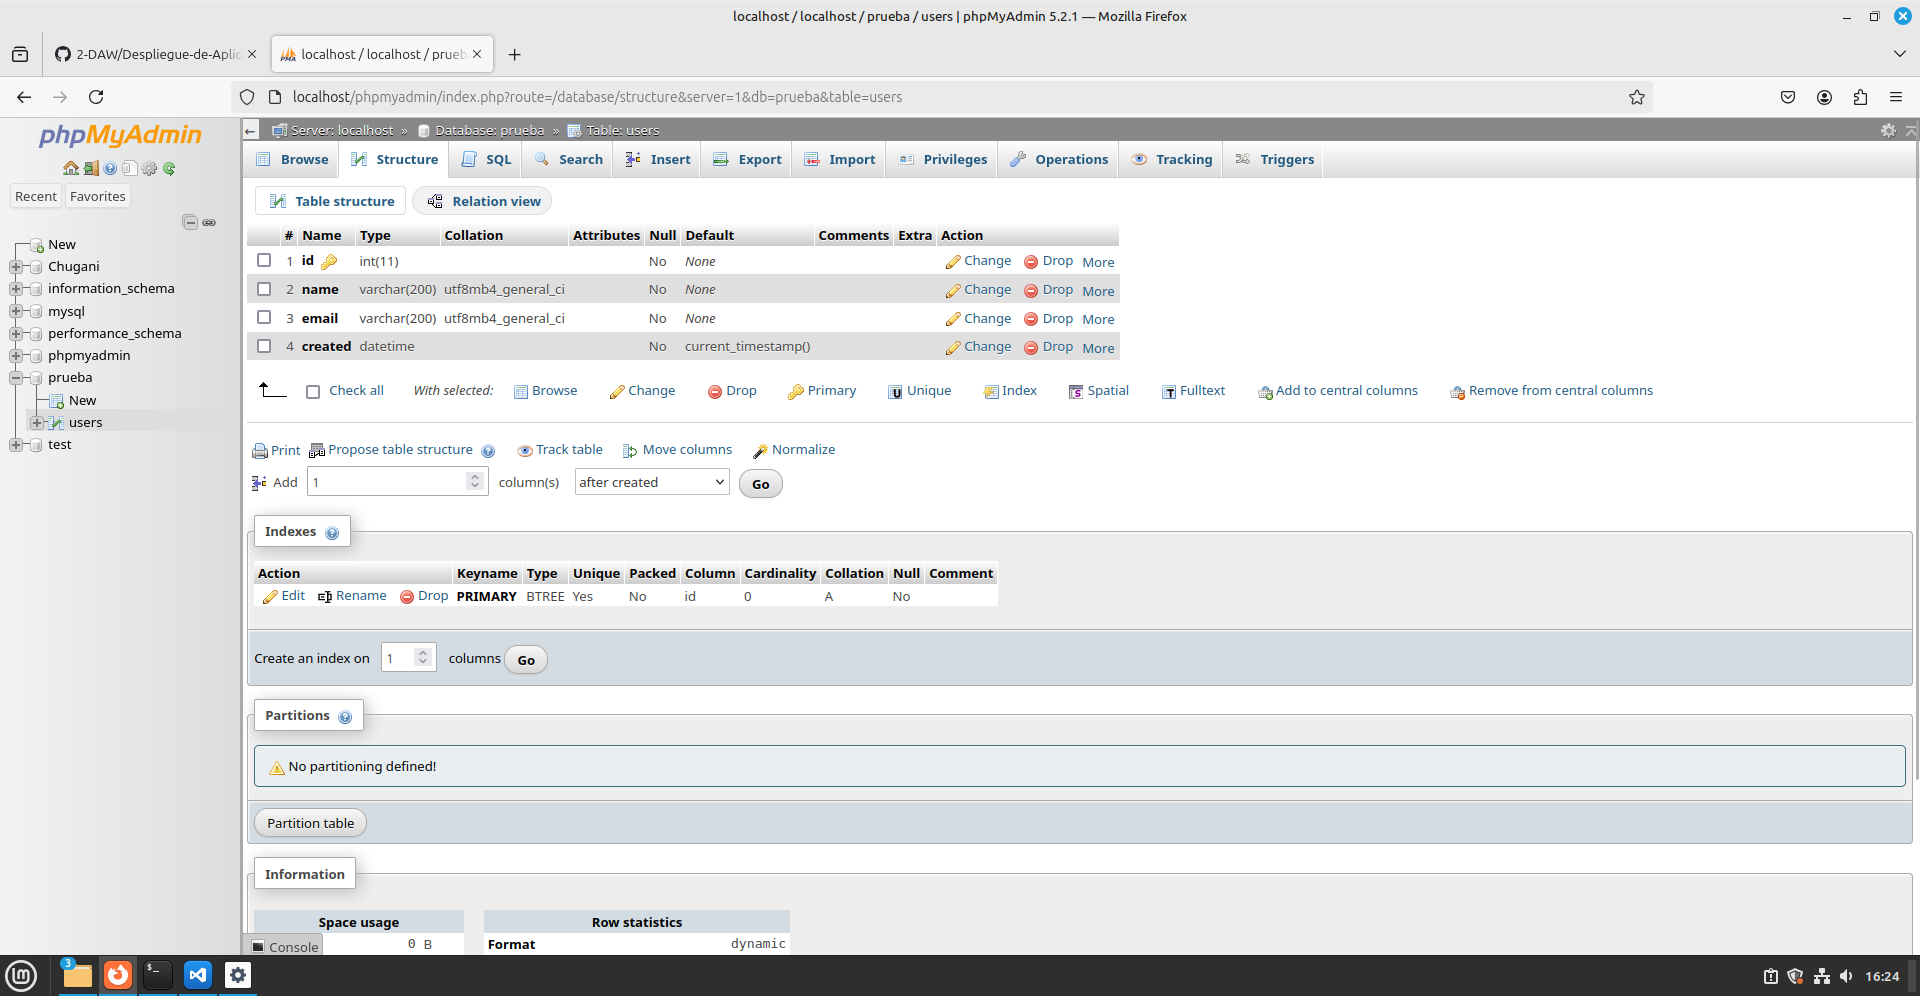 localhost / localhost / prueba / users | phpMyAdmin 5.2.1 — Mozilla Firefox
2-DAW/Despliegue-de-Aplic
localhost / localhost / prueb
localhost/phpmyadmin/index.php?route=/database/structure&server=1&db=prueba&table=users
phpMyAdmin
Recent Favorites
New
Chugani
information_schema
mysql
performance_schema
phpmyadmin
prueba
New
users
test
Server: localhost » Database: prueba » Table: users
Browse Structure SQL Search Insert Export Import Privileges Operations Tracking Triggers
Table structure Relation view
# Name Type Collation Attributes Null Default Comments Extra Action
1 id int(11) No None Change Drop More
2 name varchar(200) utf8mb4_general_ci No None Change Drop More
3 email varchar(200) utf8mb4_general_ci No None Change Drop More
4 created datetime No current_timestamp() Change Drop More
Check all With selected: Browse Change Drop Primary Unique Index Spatial Fulltext Add to central columns Remove from central columns
Print Propose table structure Track table Move columns Normalize
Add 1 column(s) after created Go
Indexes
Action Keyname Type Unique Packed Column Cardinality Collation Null Comment
Edit Rename Drop PRIMARY BTREE Yes No id 0 A No
Create an index on 1 columns Go
Partitions
No partitioning defined!
Partition table
Information
Space usage Row statistics
0 B Format dynamic
Console
3
16:24